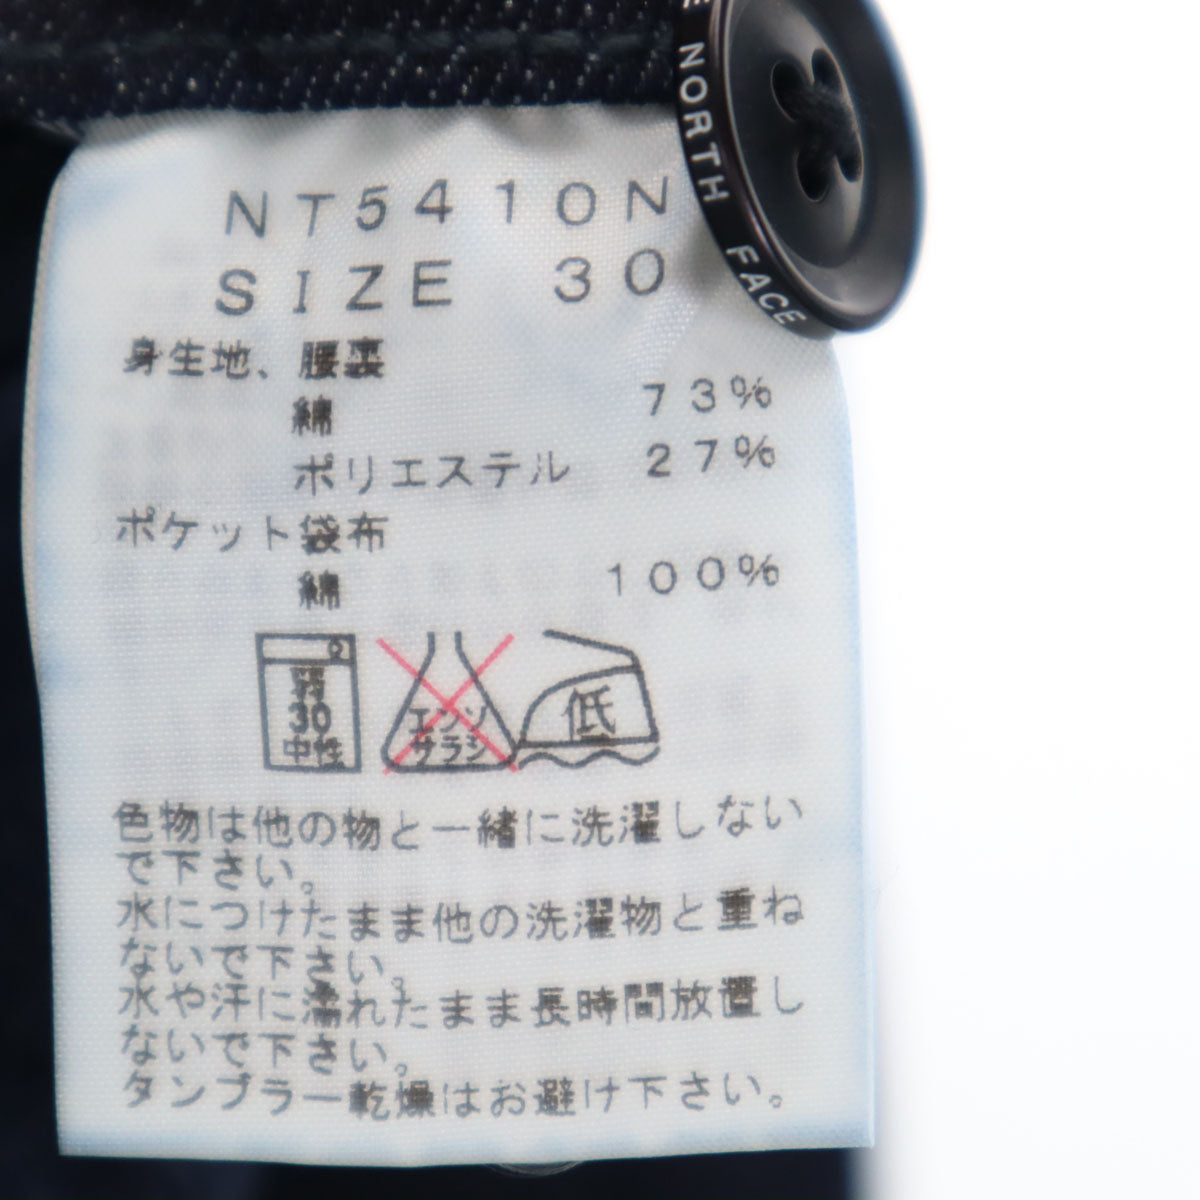 E NORTH FACE
NT5410N
SIZE 30
身生地、腰裏
綿 73%
ポリエステル 27%
ポケット袋布
綿 100%
弱
30
中性
エンソ
サラシ
低
色物は他の物と一緒に洗濯しない
で下さい。
水につけたまま他の洗濯物と重ね
ないで下さい。
水や汗に濡れたまま長時間放置し
ないで下さい。
タンブラー乾燥はお避け下さい。